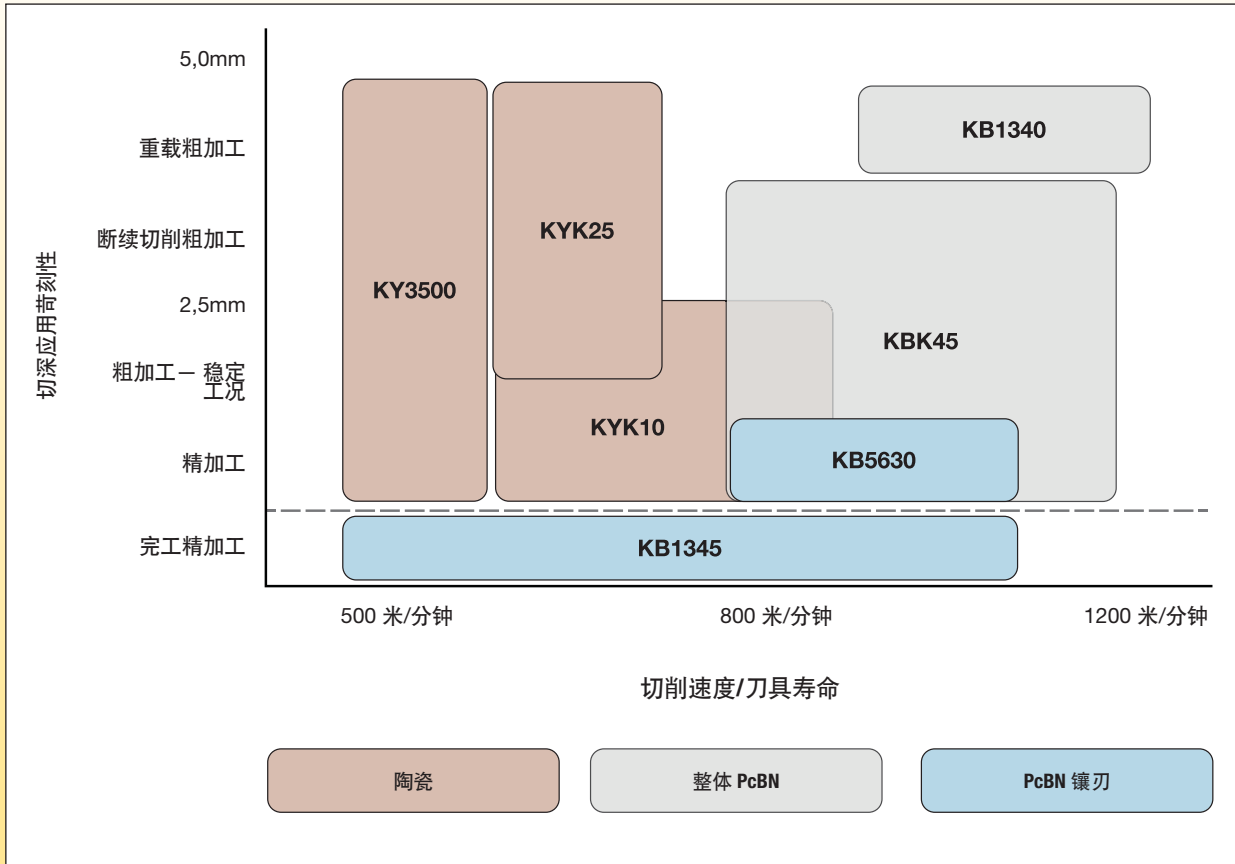 5,0mm
重载粗加工
断续切削粗加工
2,5mm
粗加工— 稳定
工况
精加工
完工精加工
切深应用苛刻性
KY3500
KYK25
KYK10
KB1340
KBK45
KB5630
KB1345
500 米/分钟
800 米/分钟
1200 米/分钟
切削速度/刀具寿命
陶瓷
整体 PcBN
PcBN 镶刃